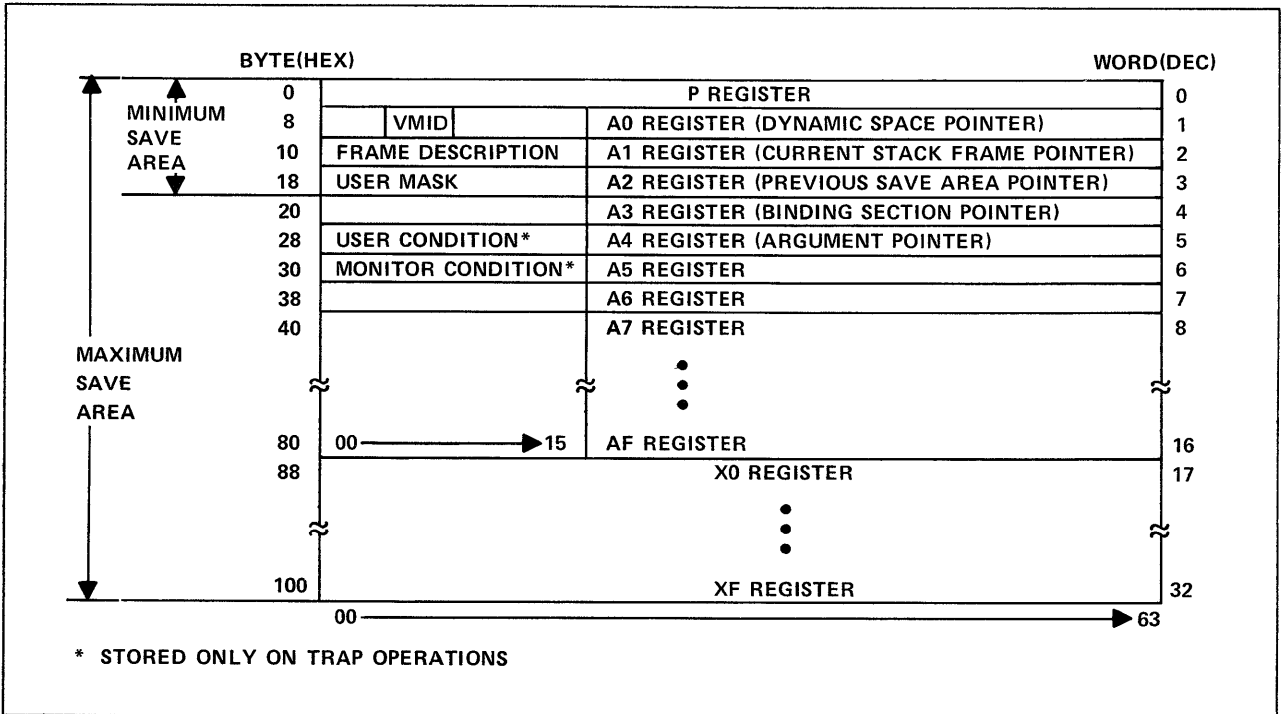 BYTE(HEX) WORD(DEC)
0 P REGISTER 0
MINIMUM SAVE AREA
8 VMID A0 REGISTER (DYNAMIC SPACE POINTER) 1
10 FRAME DESCRIPTION A1 REGISTER (CURRENT STACK FRAME POINTER) 2
18 USER MASK A2 REGISTER (PREVIOUS SAVE AREA POINTER) 3
20 A3 REGISTER (BINDING SECTION POINTER) 4
28 USER CONDITION* A4 REGISTER (ARGUMENT POINTER) 5
30 MONITOR CONDITION* A5 REGISTER 6
38 A6 REGISTER 7
40 A7 REGISTER 8
MAXIMUM
SAVE
AREA
80 00 15 AF REGISTER 16
88 X0 REGISTER 17
100 XF REGISTER 32
00 63
* STORED ONLY ON TRAP OPERATIONS